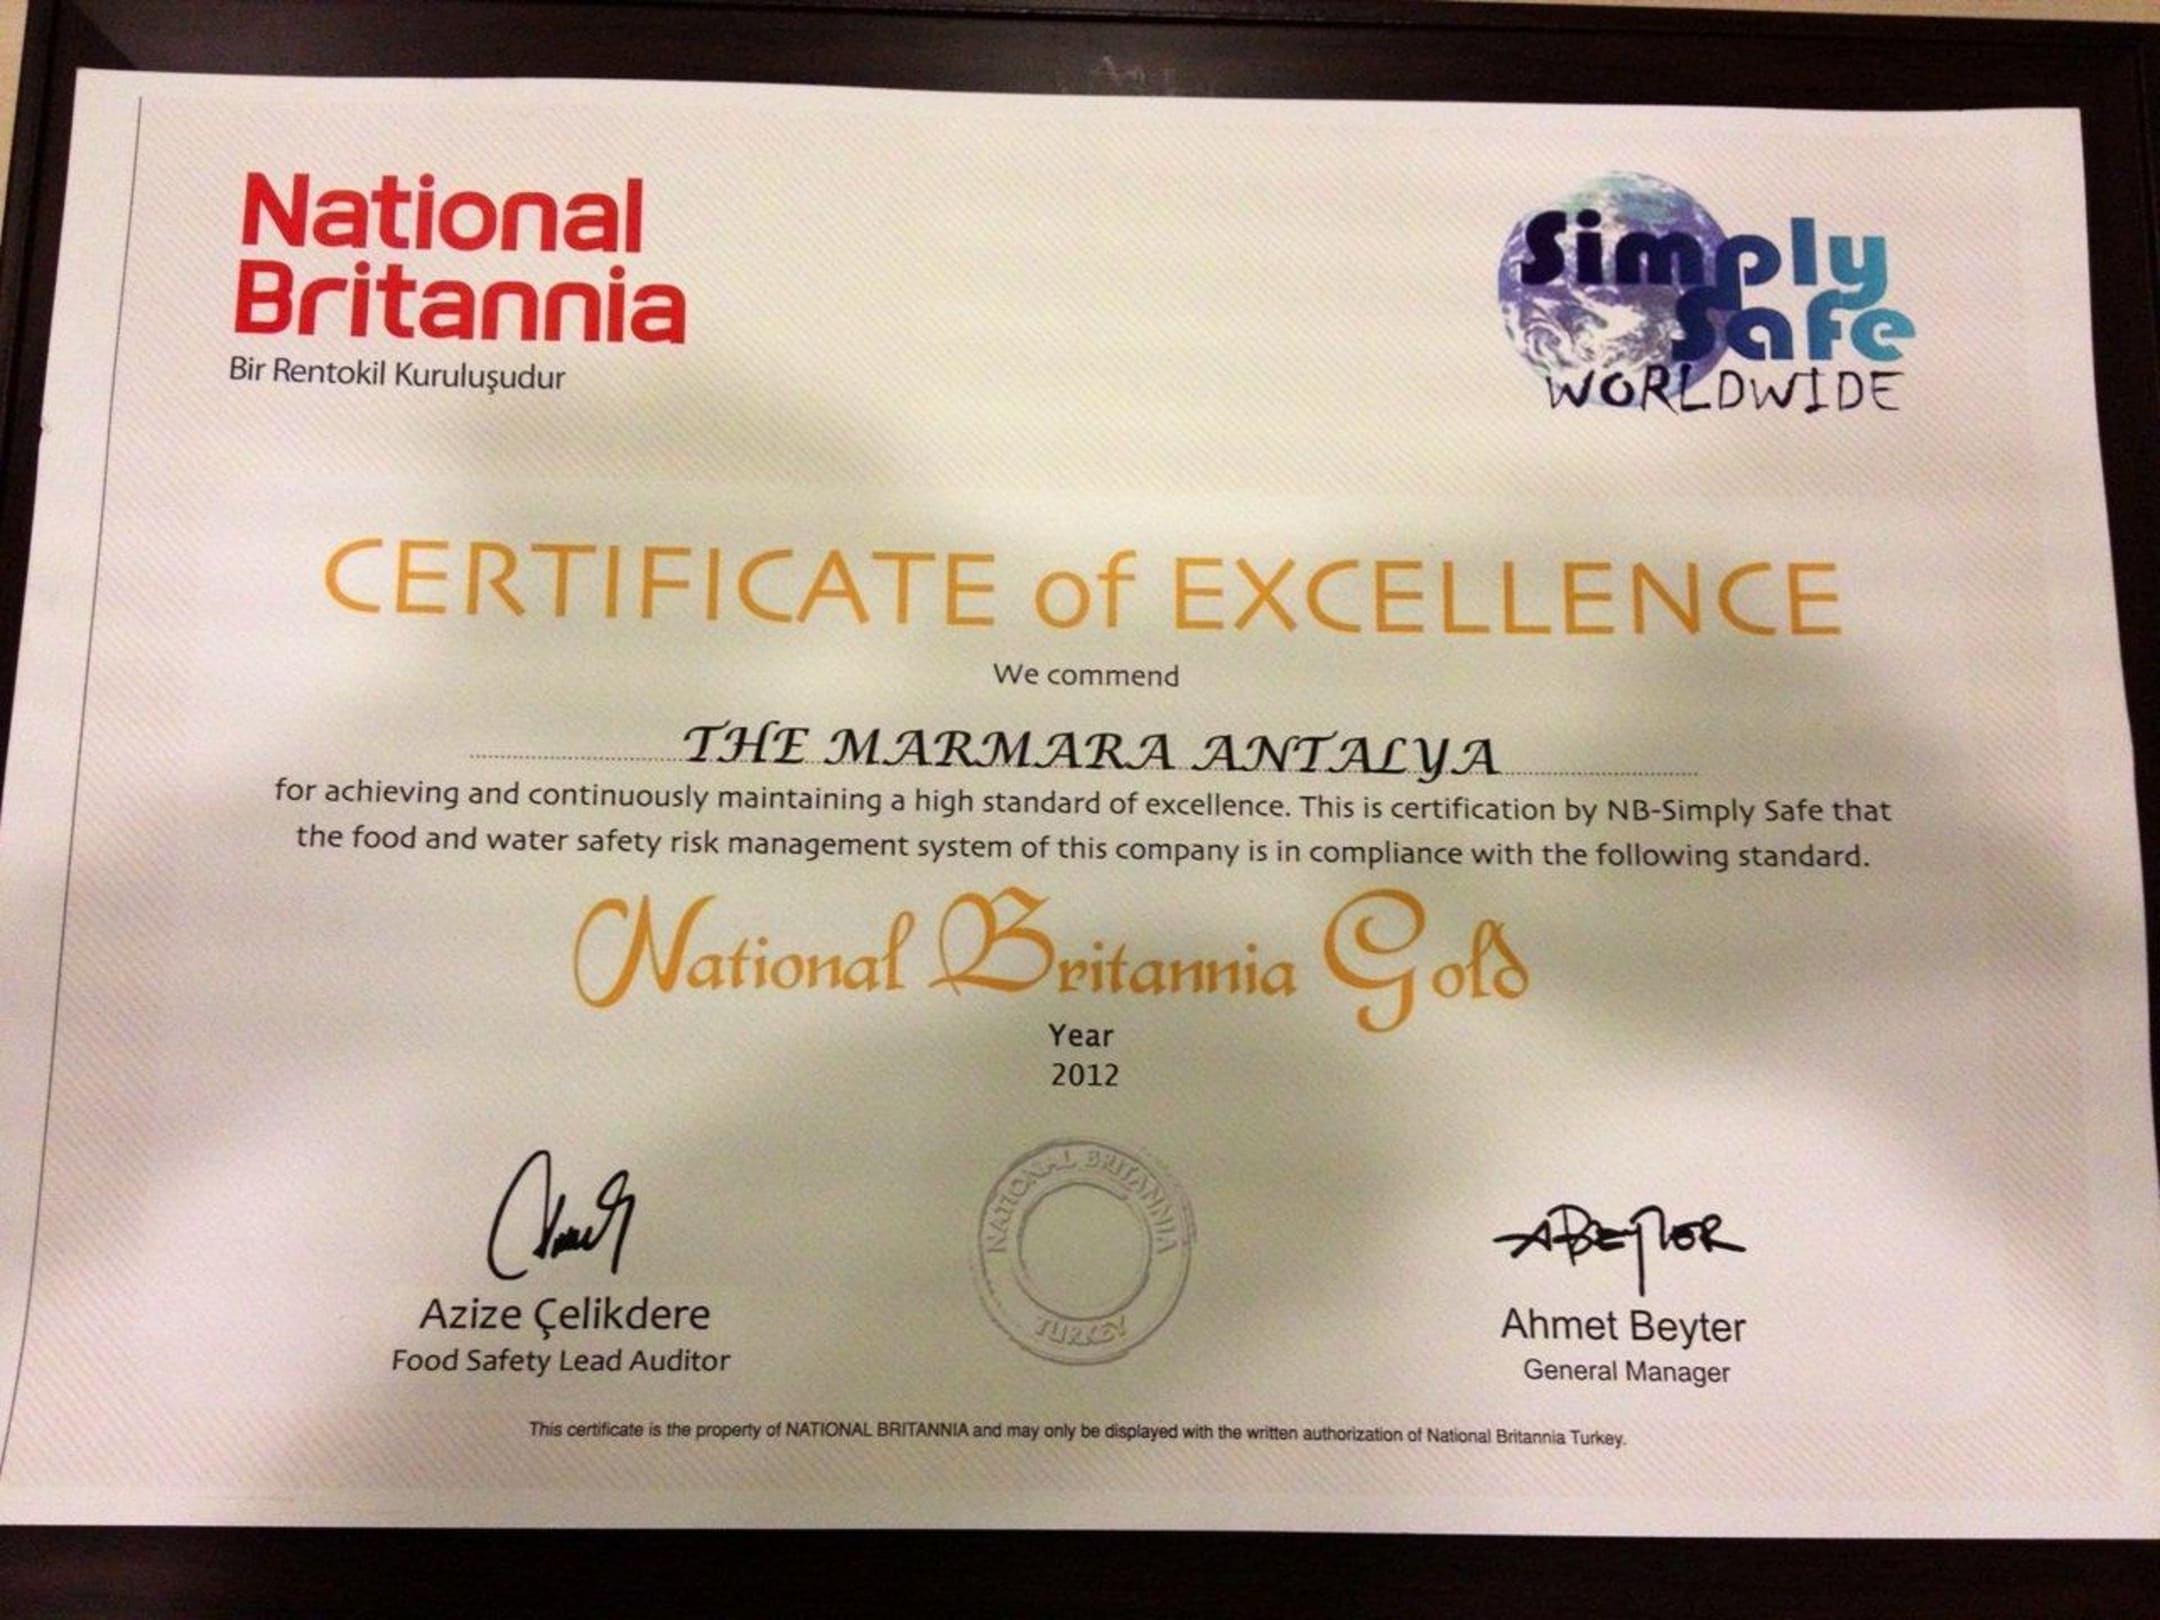 National
Britannia
Bir Rentokil Kuruluşudur
Simply
Safe
WORLDWIDE
CERTIFICATE of EXCELLENCE
We commend
THE MARMARA ANTALYA
for achieving and continuously maintaining a high standard of excellence. This is certification by NB-Simply Safe that
the food and water safety risk management system of this company is in compliance with the following standard.
National Britannia Gold
Year
2012
NATIONAL BRITANNIA
TURKEY
ABEYTER
Azize Çelikdere
Food Safety Lead Auditor
Ahmet Beyter
General Manager
This certificate is the property of NATIONAL BRITANNIA and may only be displayed with the written authorization of National Britannia Turkey.